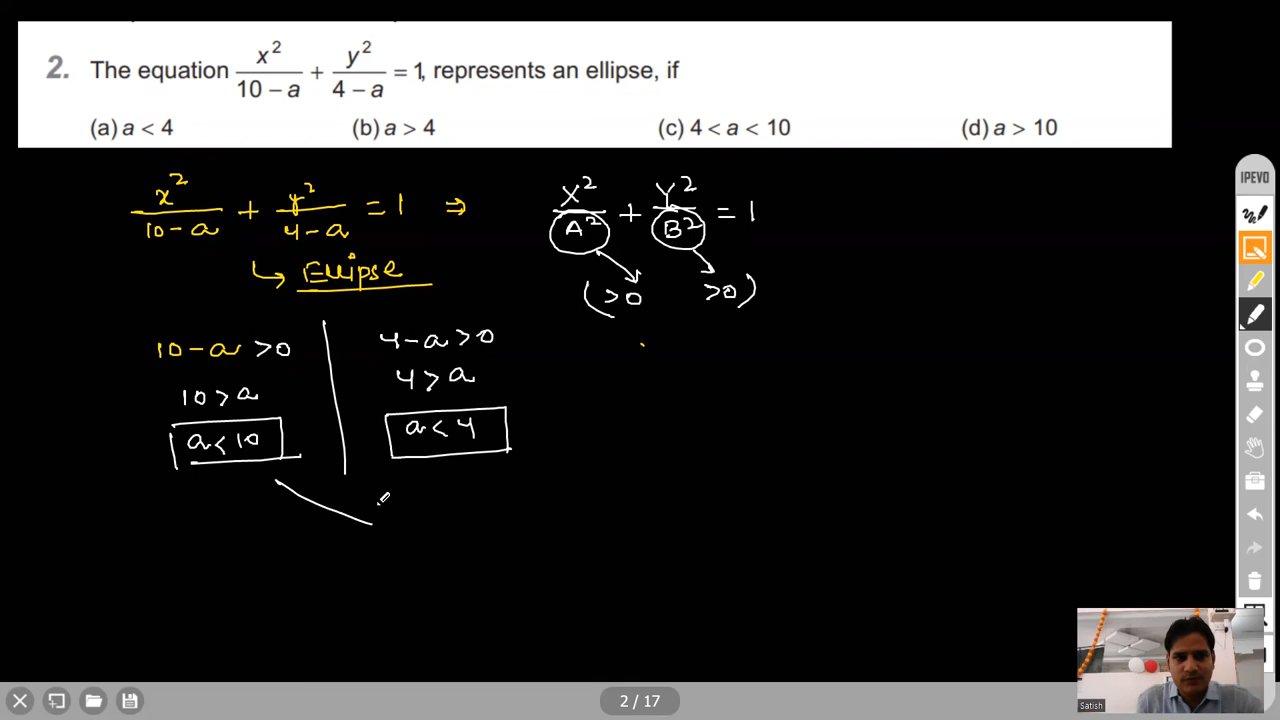 2. The equation x²/(10 – a) + y²/(4 – a) = 1, represents an ellipse, if
(a) a < 4 (b) a > 4 (c) 4 < a < 10 (d) a > 10
x²/(10 – a) + y²/(4 – a) = 1 ⇒ X²/A² + Y²/B² = 1
↳ Ellipse
(>0 >0)
10 – a > 0
10 > a
a < 10
4 – a > 0
4 > a
a < 4
IPEVO
Satish
2 / 17